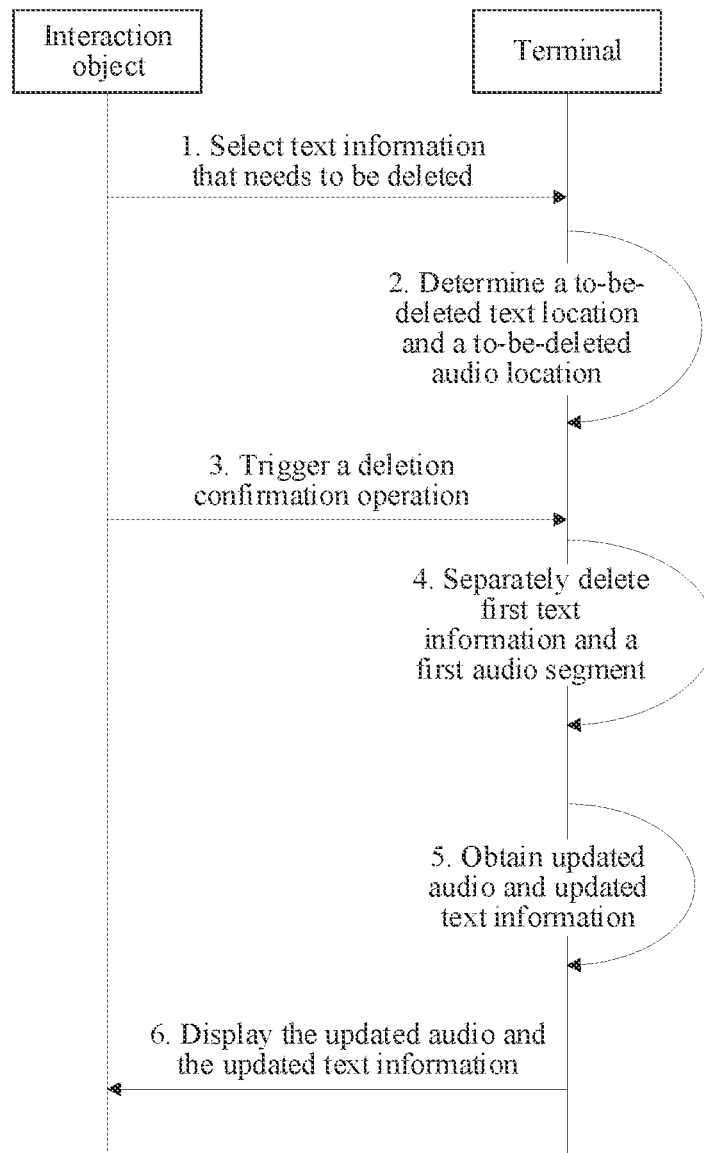 Interaction
object
Terminal
1. Select text information
that needs to be deleted
2. Determine a to-be-
deleted text location
and a to-be-deleted
audio location
3. Trigger a deletion
confirmation operation
4. Separately delete
first text
information and a
first audio segment
5. Obtain updated
audio and updated
text information
6. Display the updated audio and
the updated text information